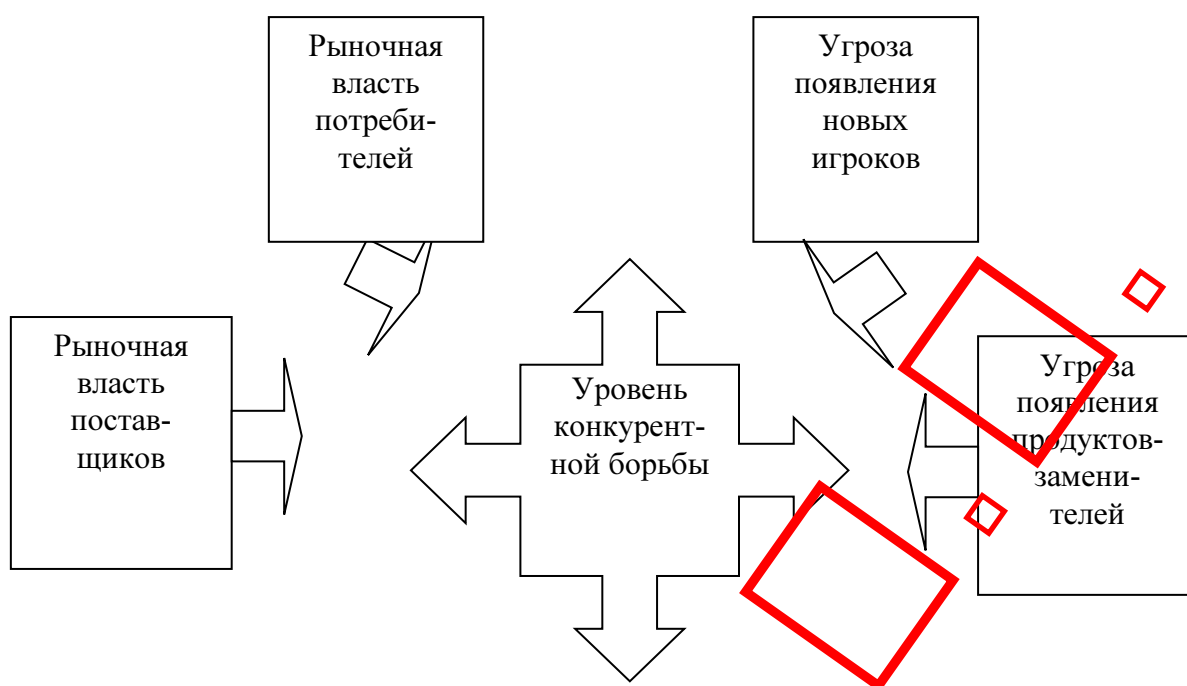 Рыночная
власть
потреби-
телей
Угроза
появления
новых
игроков
Рыночная
власть
постав-
щиков
Уровень
конкурент-
ной борьбы
Угроза
появления
продуктов-
замени-
телей